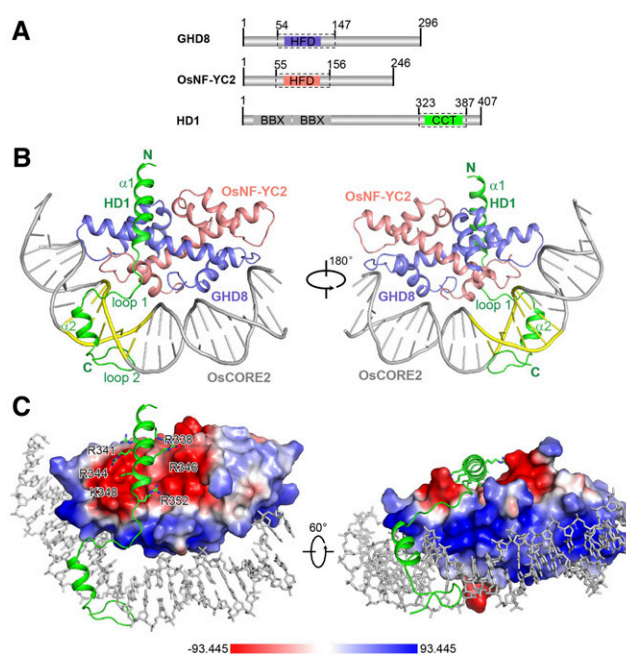 A
1 54 147 296
GHD8 HFD
1 55 156 246
OsNF-YC2 HFD
1 323 387 407
HD1 BBX BBX CCT
B
N
α1
HD1
OsNF-YC2
GHD8
loop 1
α2
C
loop 2
OsCORE2
180°
N
α1
OsNF-YC2
HD1
GHD8
loop 1
α2
C
OsCORE2
C
R341 R338
R344 R346
K348 R352
60°
-93.445 93.445